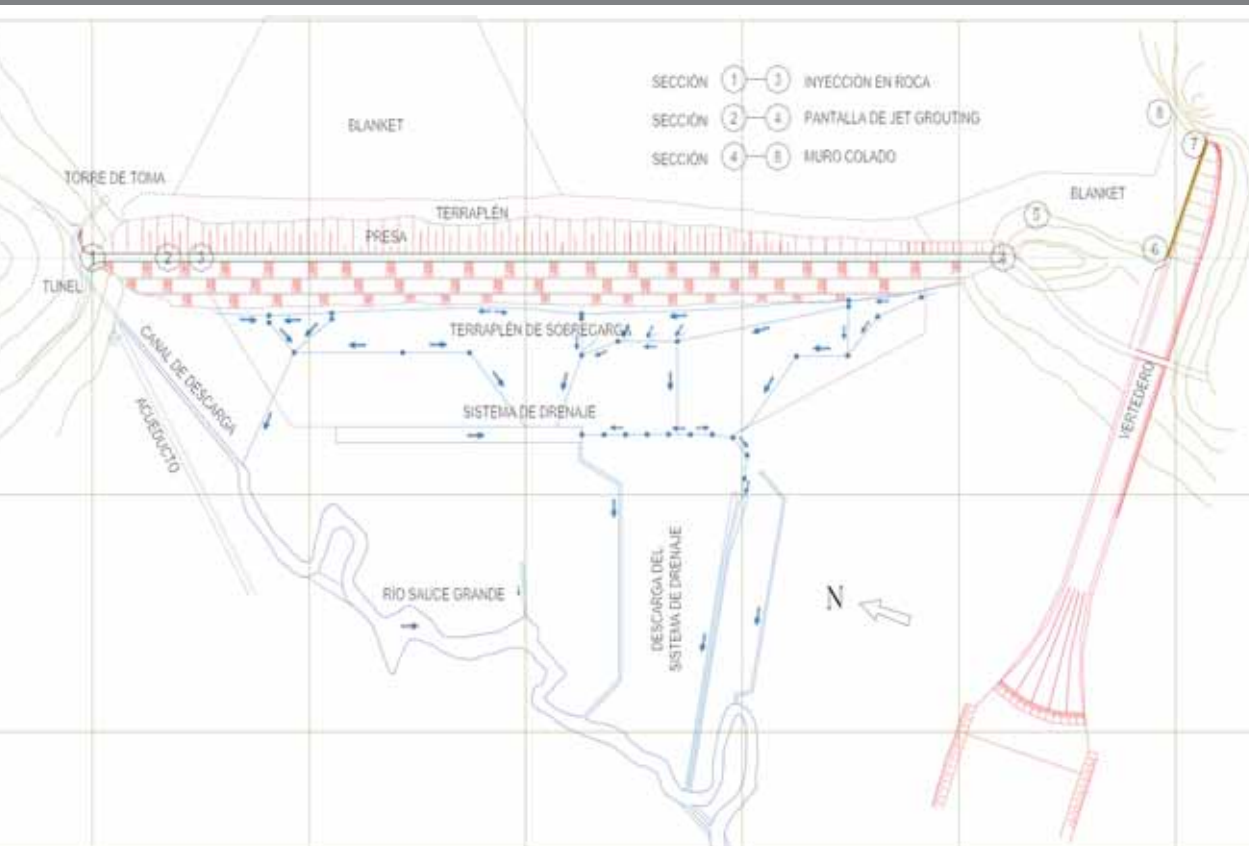 SECCIÓN 1 3 INYECCIÓN EN ROCA
SECCIÓN 2 4 PANTALLA DE JET GROUTING
SECCIÓN 4 8 MURO COLADO
BLANKET
TORRE DE TOMA
TERRAPLÉN
PRESA
BLANKET
8
7
5
6
1
2
3
4
TUNEL
TERRAPLÉN DE SOBRECARGA
CANAL DE DESCARGA
ACUEDUCTO
SISTEMA DE DRENAJE
VERTEDERO
RÍO SAUCE GRANDE
DESCARGA DEL
SISTEMA DE DRENAJE
N